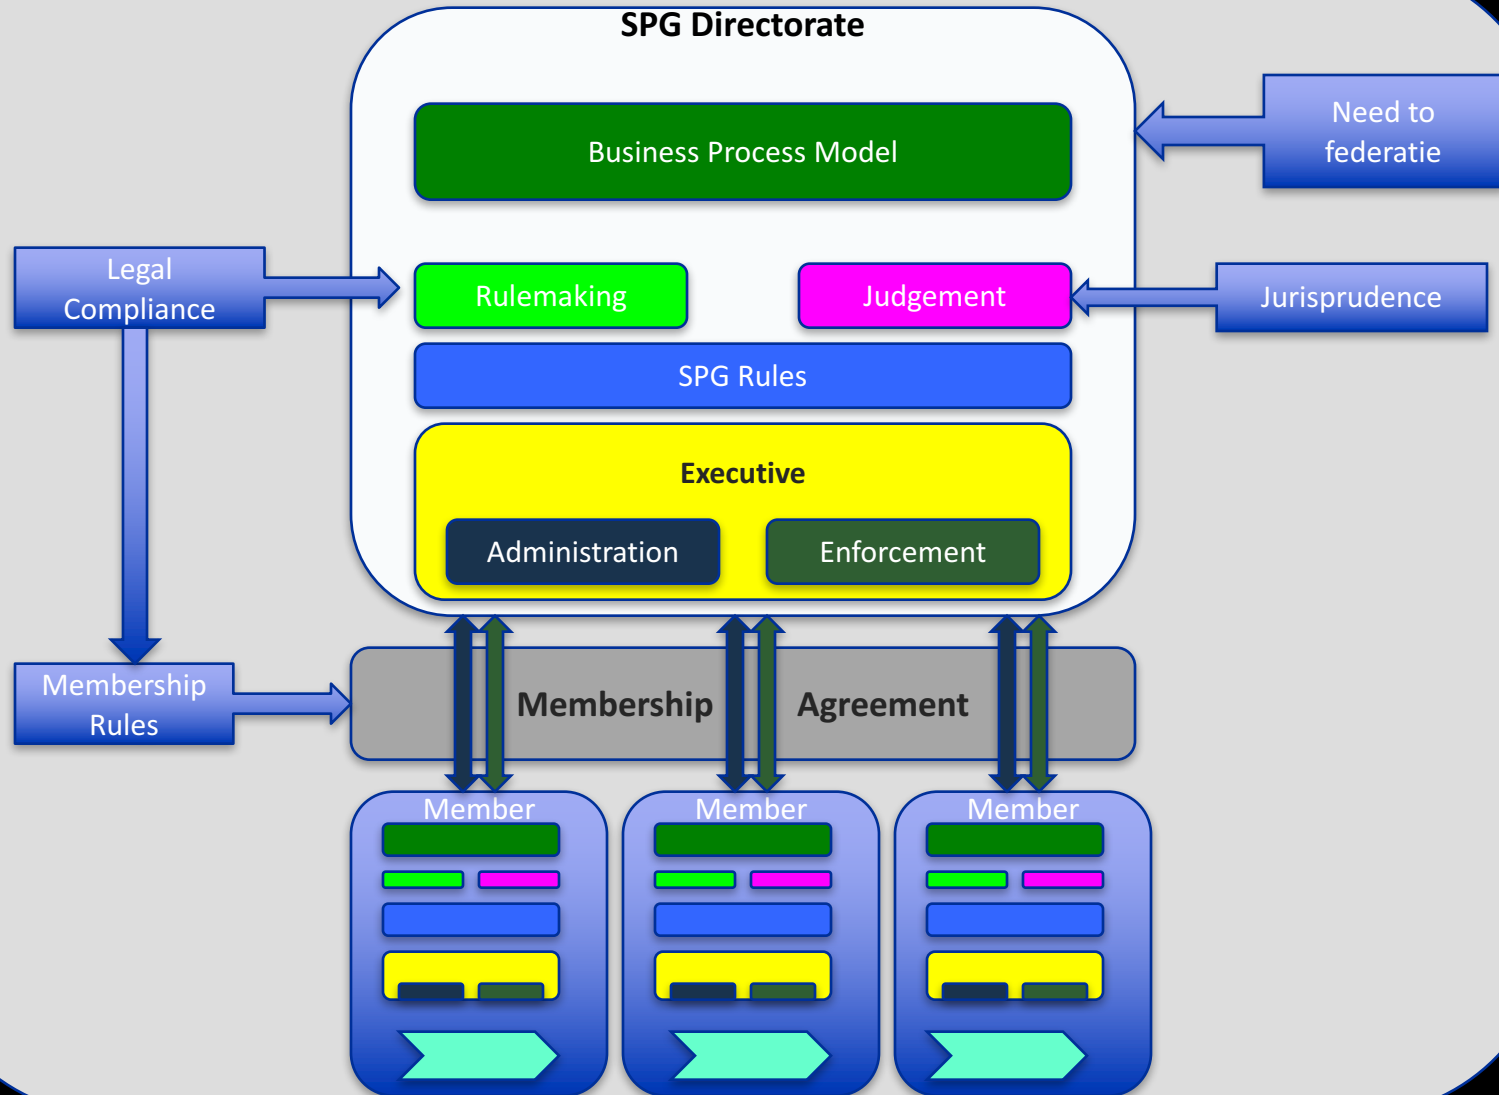 SPG Directorate
Business Process Model
Need to
federatie
Legal
Compliance
Rulemaking
Judgement
Jurisprudence
SPG Rules
Executive
Administration
Enforcement
Membership
Rules
Membership Agreement
Member
Member
Member